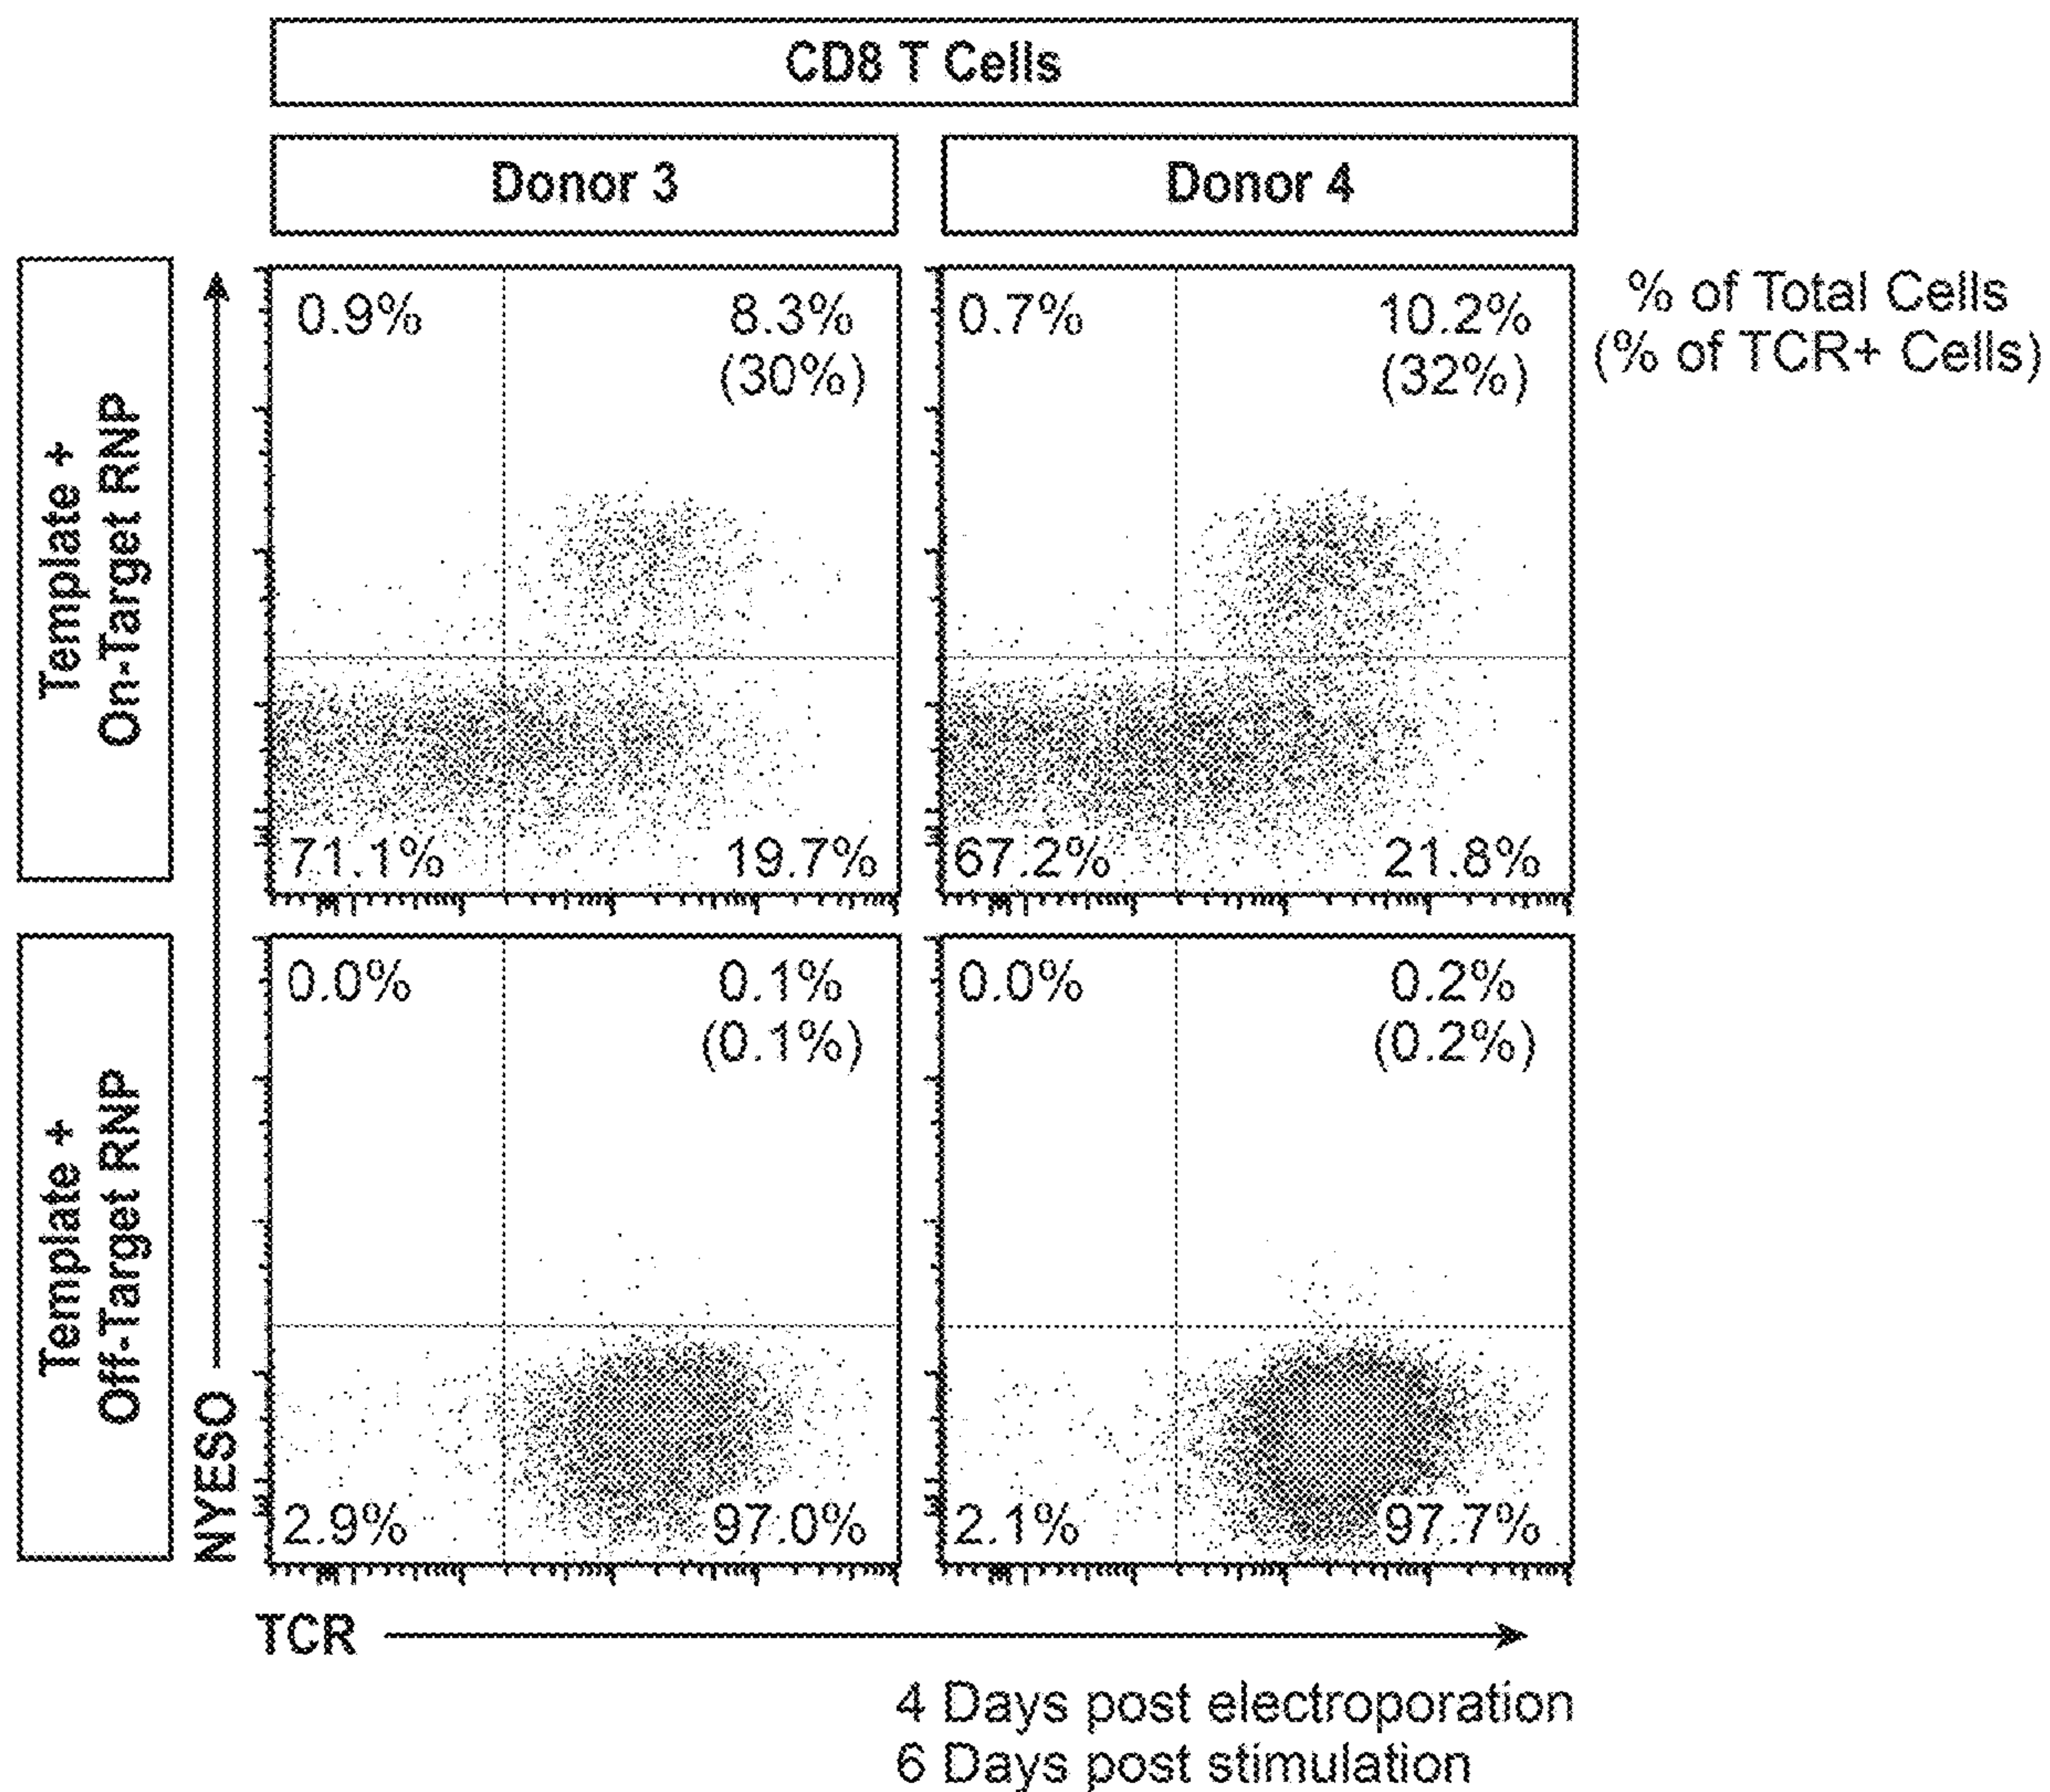 CD8 T Cells
Donor 3
Donor 4
Template +
On-Target RNP
0.9%
8.3%
(30%)
71.1%
19.7%
0.7%
10.2%
(32%)
67.2%
21.8%
% of Total Cells
(% of TCR+ Cells)
Template +
Off-Target RNP
0.0%
0.1%
(0.1%)
2.9%
97.0%
0.0%
0.2%
(0.2%)
2.1%
97.7%
NYESO
TCR
4 Days post electroporation
6 Days post stimulation